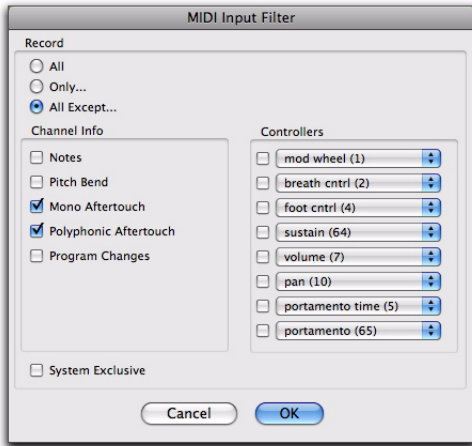 MIDI Input Filter
Record
All
Only...
All Except...
Channel Info
Notes
Pitch Bend
Mono Aftertouch
Polyphonic Aftertouch
Program Changes
Controllers
mod wheel (1)
breath cntrl (2)
foot cntrl (4)
sustain (64)
volume (7)
pan (10)
portamento time (5)
portamento (65)
System Exclusive
Cancel
OK